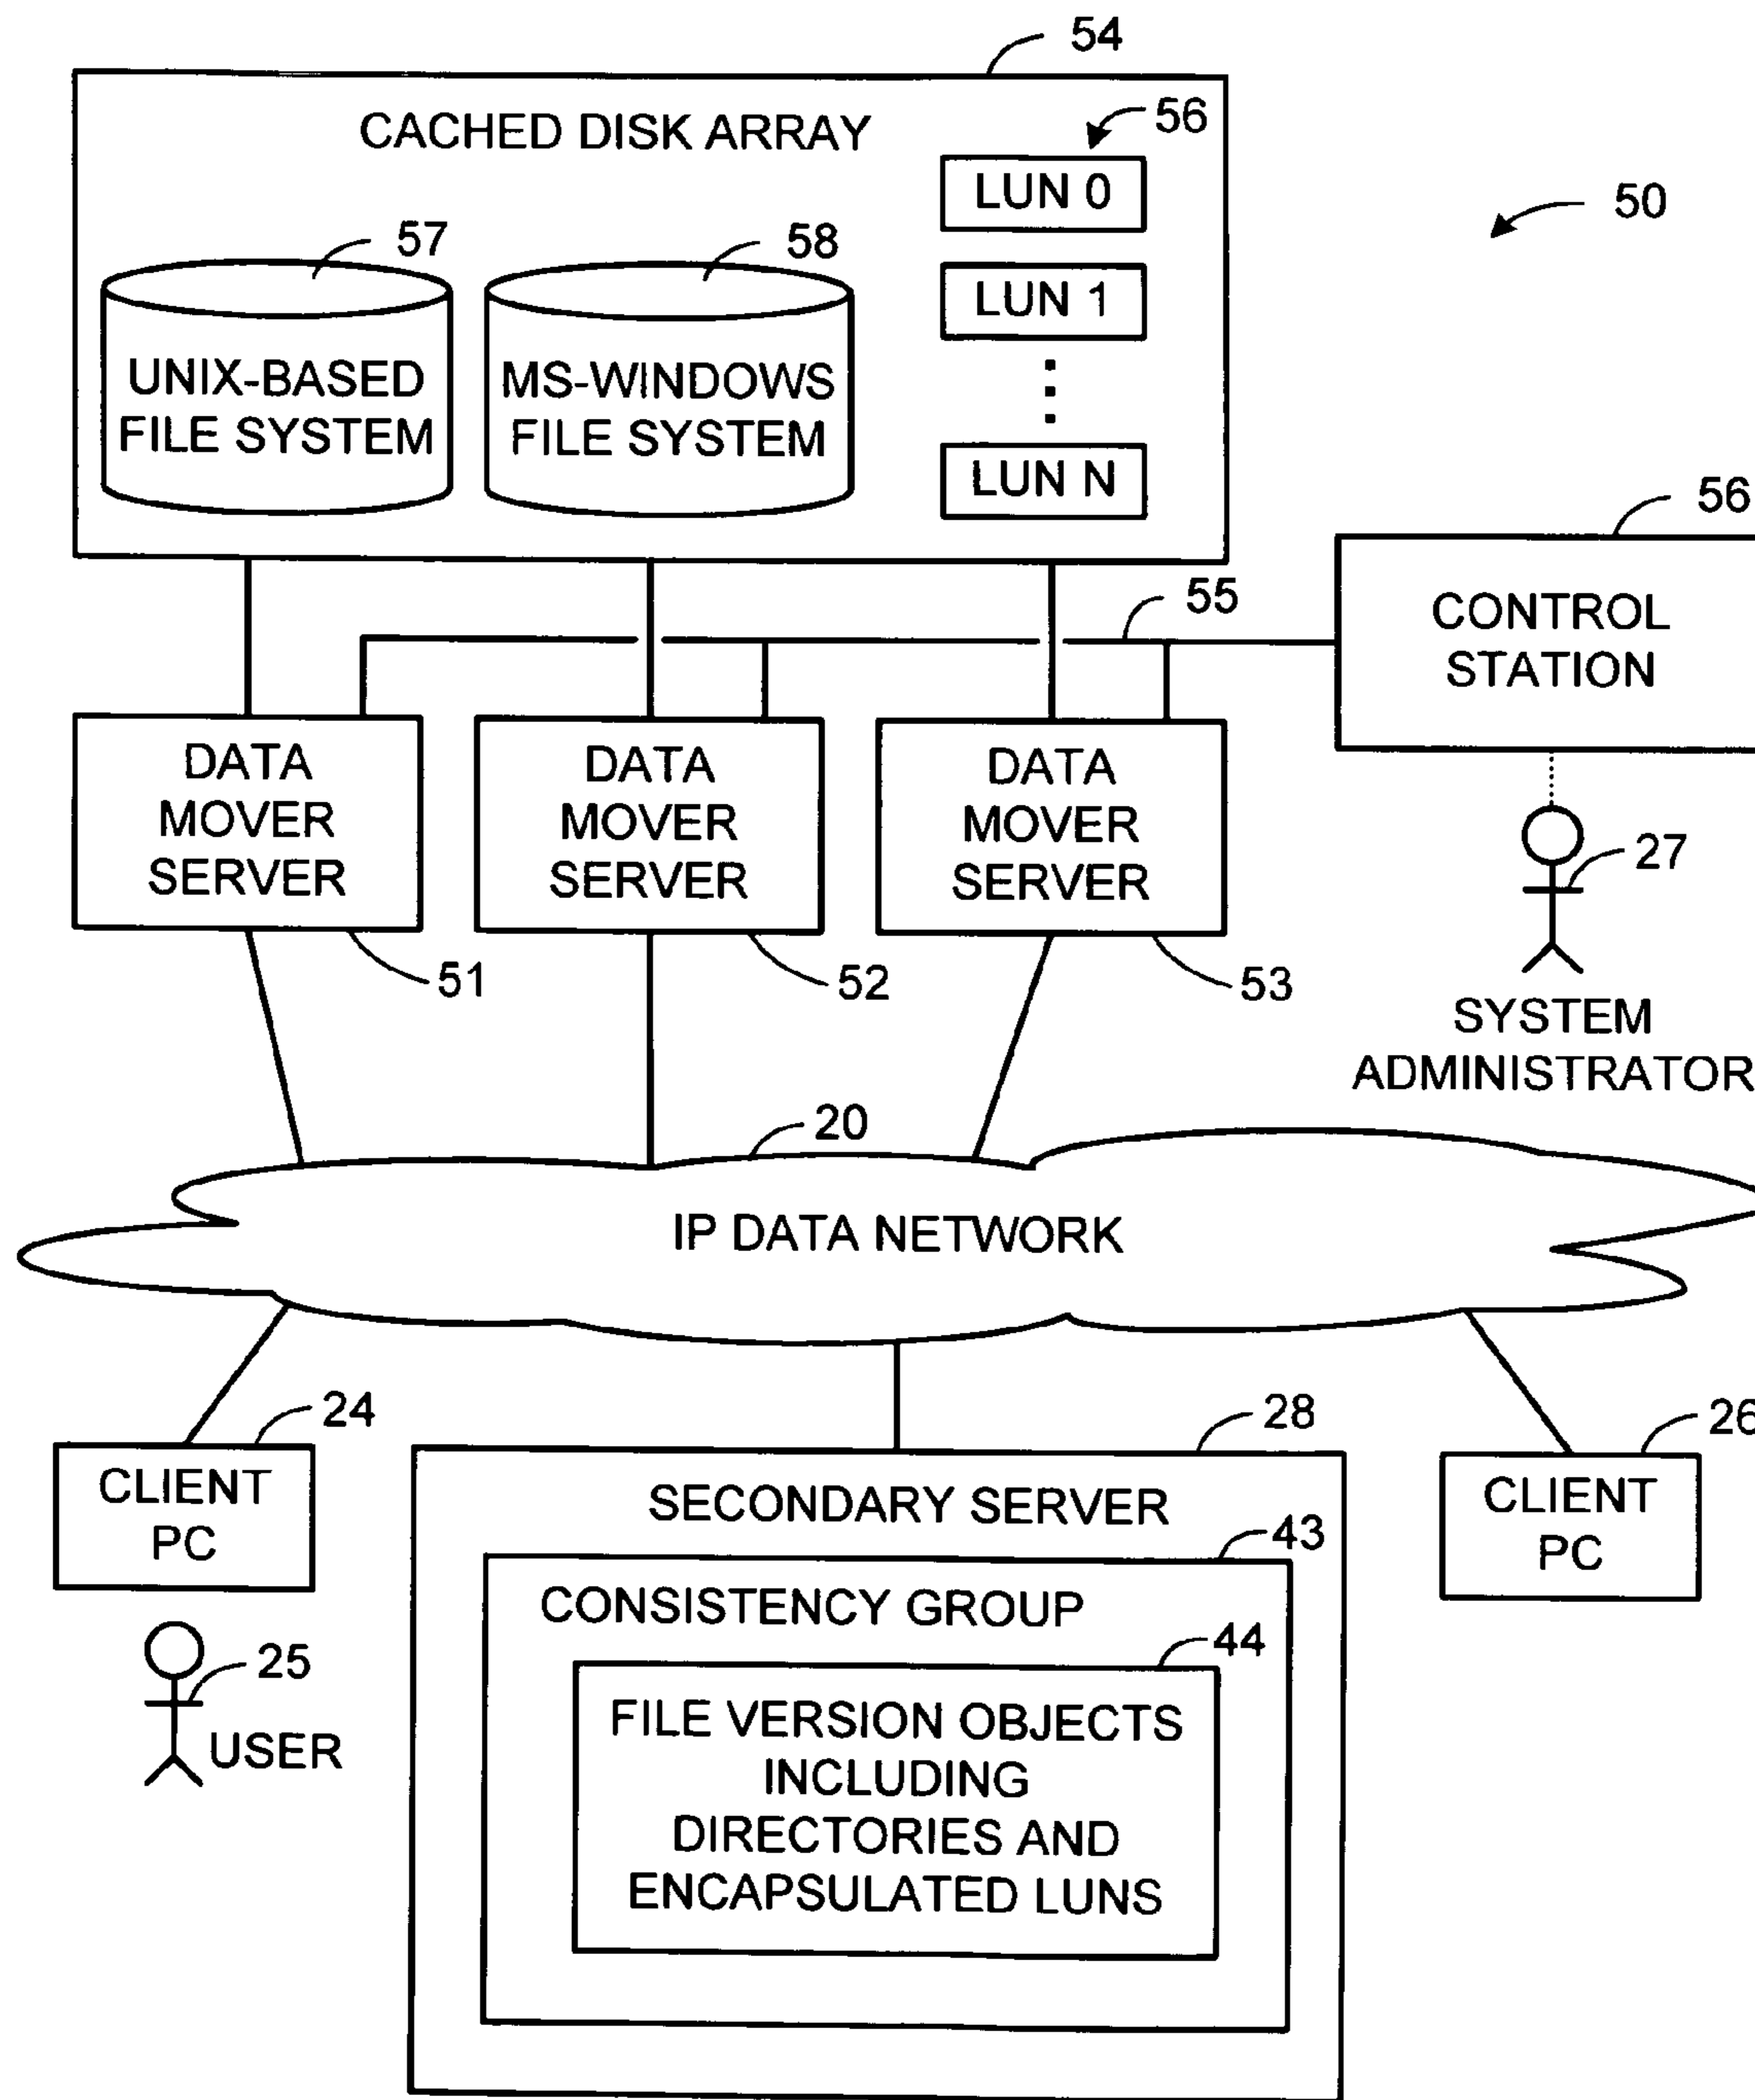 54
CACHED DISK ARRAY
56
LUN 0
50
57
58
LUN 1
UNIX-BASED
FILE SYSTEM
MS-WINDOWS
FILE SYSTEM
LUN N
56
CONTROL
STATION
55
DATA
MOVER
SERVER
DATA
MOVER
SERVER
DATA
MOVER
SERVER
27
51
52
53
SYSTEM
ADMINISTRATOR
20
IP DATA NETWORK
24
28
26
CLIENT
PC
SECONDARY SERVER
CLIENT
PC
43
CONSISTENCY GROUP
44
25
USER
FILE VERSION OBJECTS
INCLUDING
DIRECTORIES AND
ENCAPSULATED LUNS